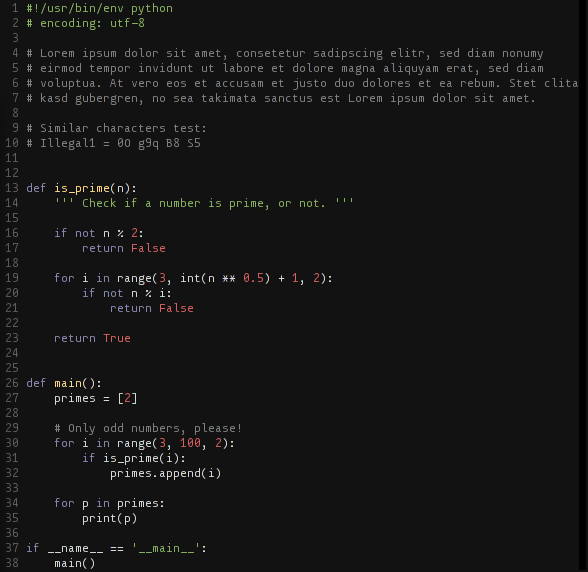 1 #!/usr/bin/env python
2 # encoding: utf-8
3
4 # Lorem ipsum dolor sit amet, consetetur sadipscing elitr, sed diam nonumy
5 # eirmod tempor invidunt ut labore et dolore magna aliquyam erat, sed diam
6 # voluptua. At vero eos et accusam et justo duo dolores et ea rebum. Stet clita
7 # kasd gubergren, no sea takimata sanctus est Lorem ipsum dolor sit amet.
8
9 # Similar characters test:
10 # Illegal1 = 0O g9q B8 S5
11
12
13 def is_prime(n):
14     ''' Check if a number is prime, or not. '''
15
16     if not n % 2:
17         return False
18
19     for i in range(3, int(n ** 0.5) + 1, 2):
20         if not n % i:
21             return False
22
23     return True
24
25
26 def main():
27     primes = [2]
28
29     # Only odd numbers, please!
30     for i in range(3, 100, 2):
31         if is_prime(i):
32             primes.append(i)
33
34     for p in primes:
35         print(p)
36
37 if __name__ == '__main__':
38     main()